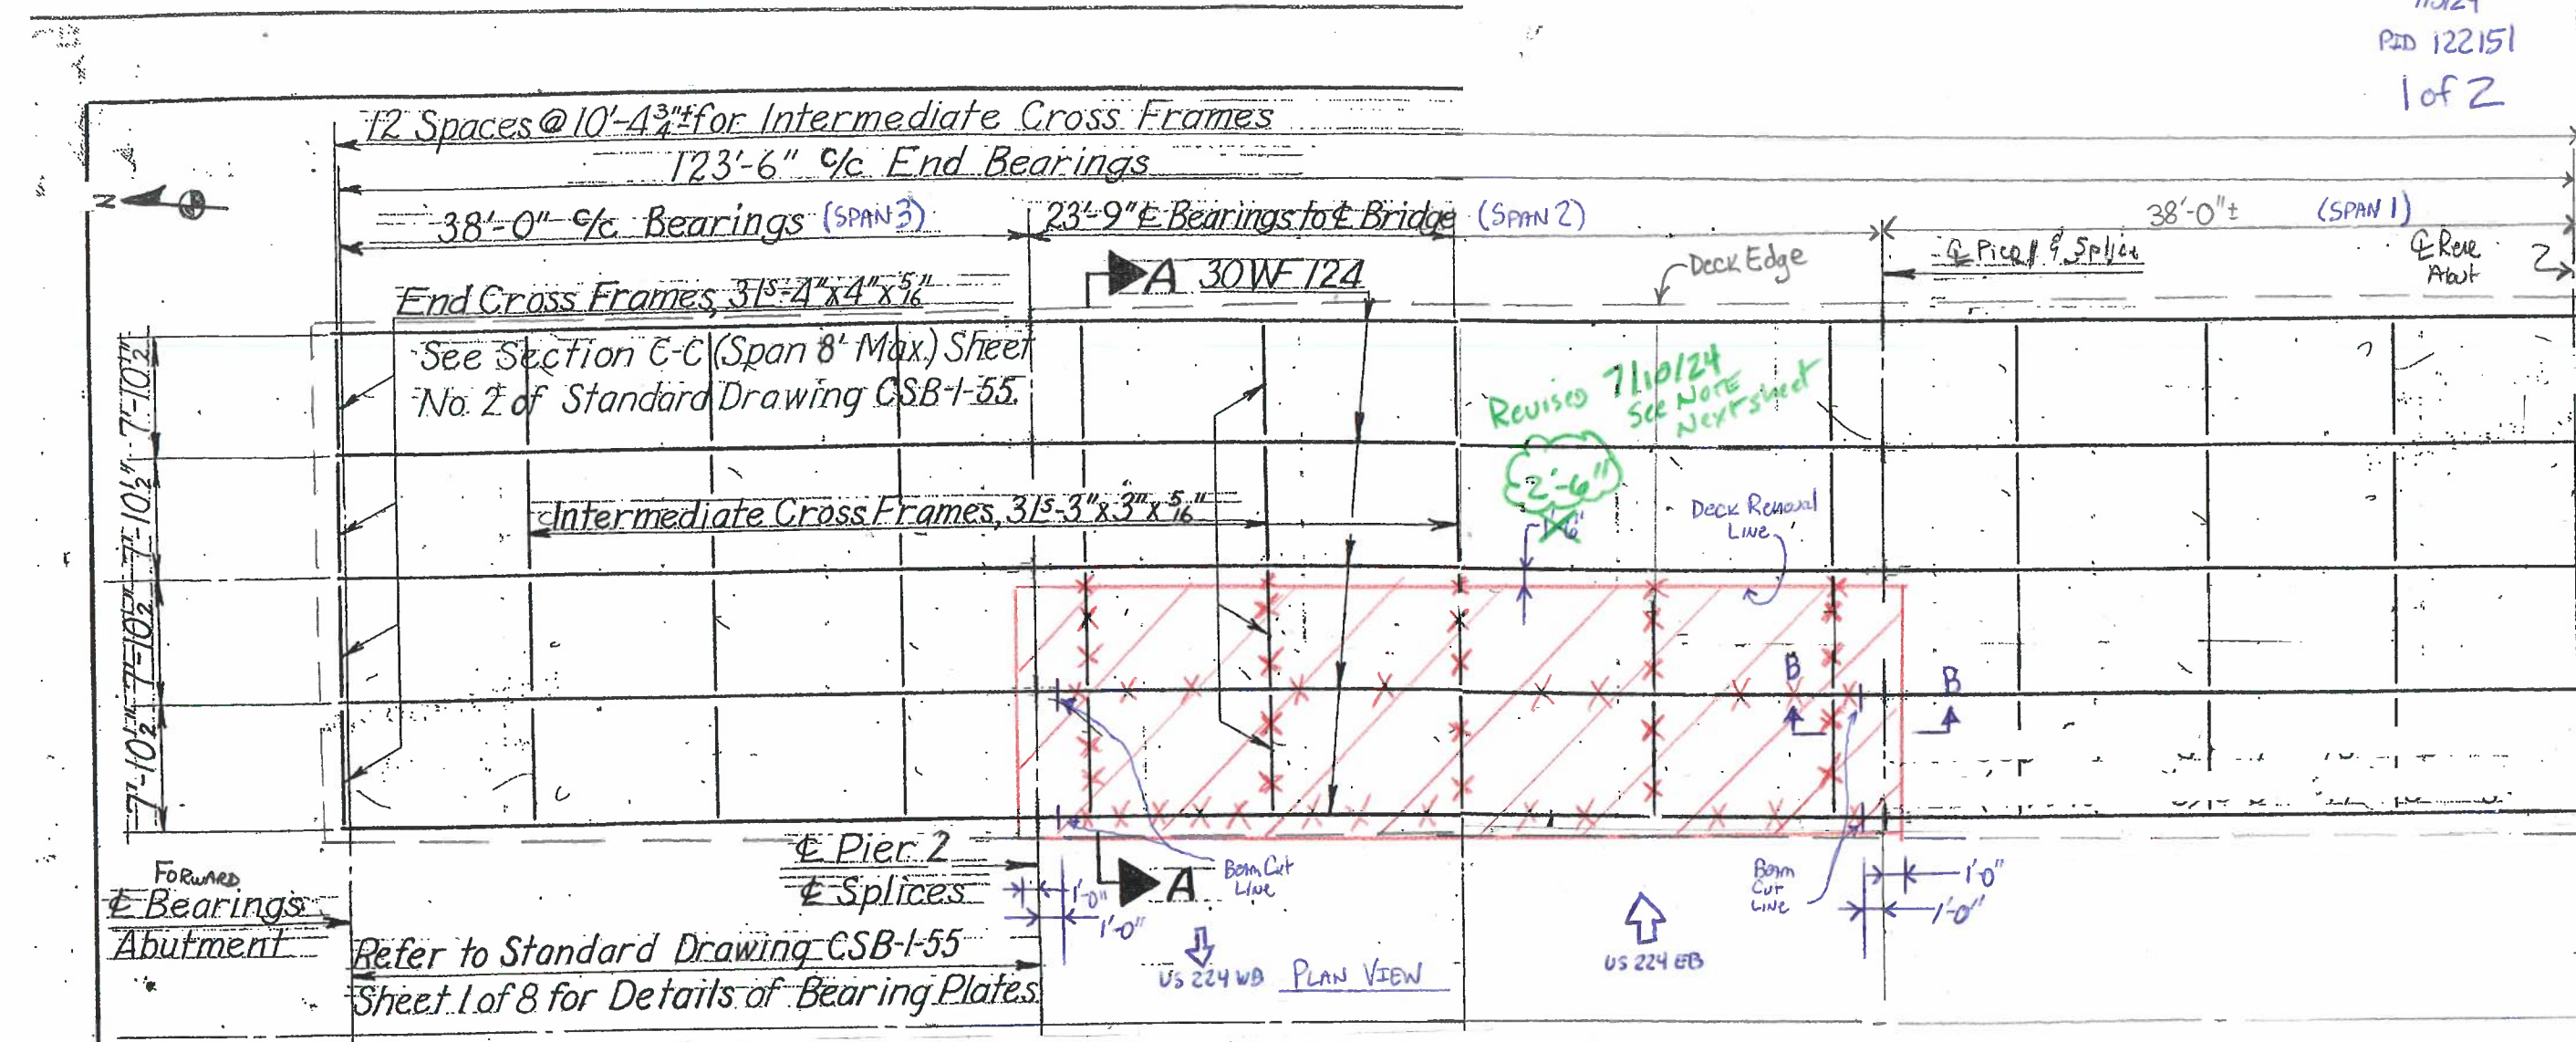 PID 122151
1 of 2
12 Spaces @ 10'-4¾"± for Intermediate Cross Frames
123'-6" c/c End Bearings
N
38'-0" c/c Bearings (SPAN 3)
23'-9" ℄ Bearings to ℄ Bridge (SPAN 2)
38'-0"± (SPAN 1)
℄ Pier 1 & Splice
℄ Rear
Abut
Deck Edge
A
30WF124
End Cross Frames, 3Ls-4"x4"x5/16"
See Section C-C (Span 8' Max.) Sheet
No. 2 of Standard Drawing CSB-1-55.
Revised 7/10/24
See Note
Next sheet
2'-6"
1'-6"
Deck Removal
Line
Intermediate Cross Frames, 3Ls-3"x3"x5/16"
7'-10½"
7'-10½"
7'-10½"
7'-10½"
B
B
℄ Pier 2
℄ Splices
1'-0"
1'-0"
A
Beam Cut
Line
Beam
Cut
Line
1'-0"
1'-0"
Forward
℄ Bearings
Abutment
Refer to Standard Drawing CSB-1-55
Sheet 1 of 8 for Details of Bearing Plates.
US 224 WB
PLAN VIEW
US 224 EB